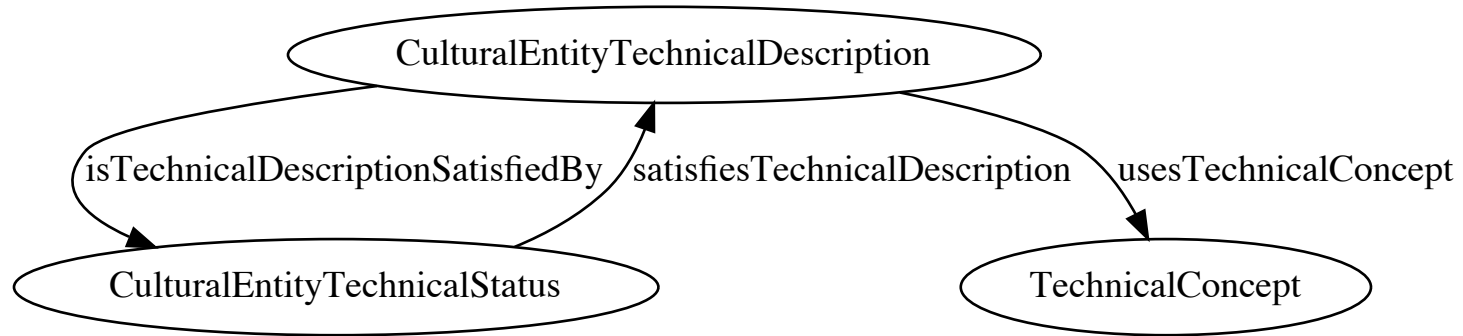 CulturalEntityTechnicalDescription
isTechnicalDescriptionSatisfiedBy
satisfiesTechnicalDescription
usesTechnicalConcept
CulturalEntityTechnicalStatus
TechnicalConcept